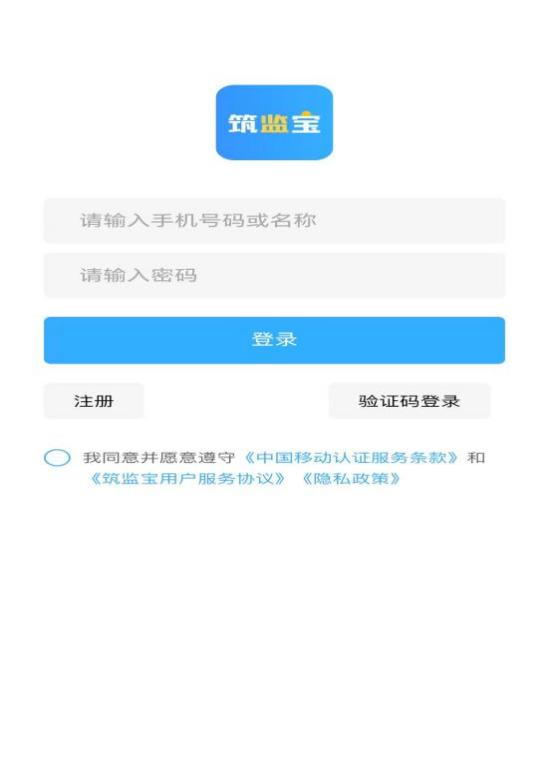 筑监宝
请输入手机号码或名称
请输入密码
登录
注册 验证码登录
我同意并愿意遵守《中国移动认证服务条款》和
《筑监宝用户服务协议》《隐私政策》